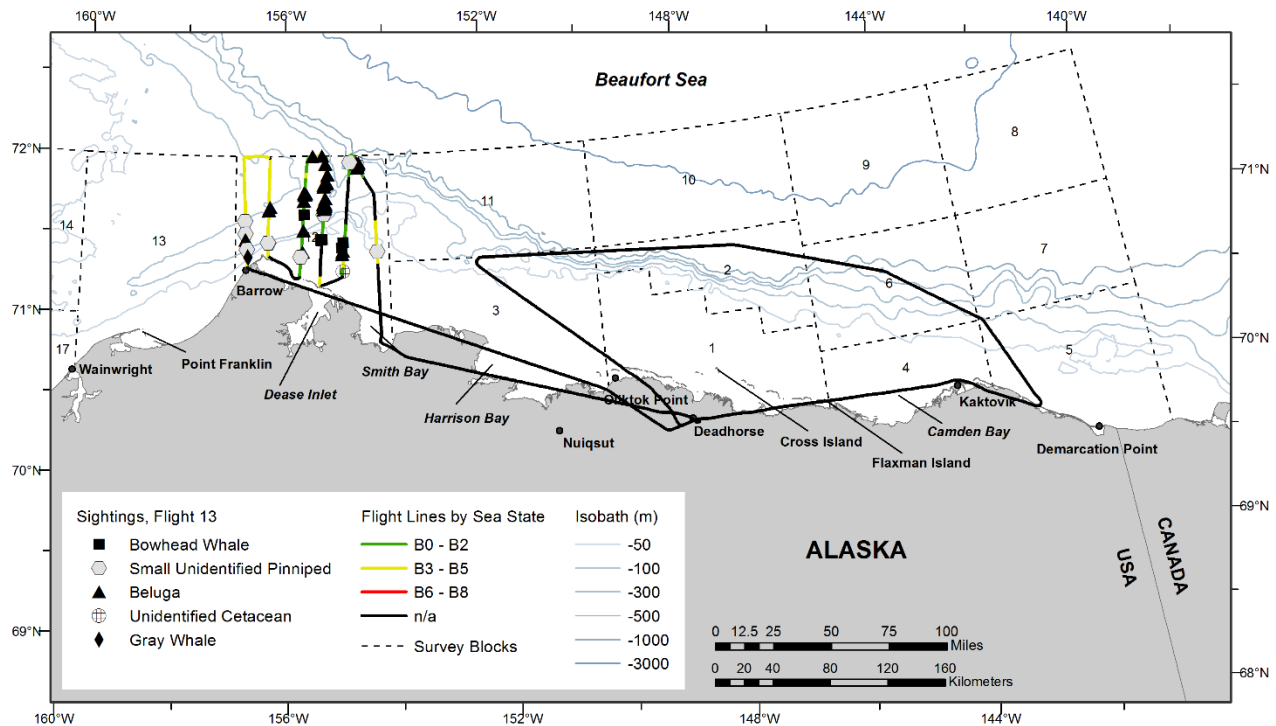 160°W 156°W 152°W 148°W 144°W 140°W
Beaufort Sea
8
72°N
9
71°N
10
11
14
13
12
7
2
6
Barrow
71°N
3
70°N
1
5
17
Point Franklin
Wainwright
Smith Bay
4
Dease Inlet
Oliktok Point
Kaktovik
Harrison Bay
Deadhorse
Cross Island
Camden Bay
Nuiqsut
Demarcation Point
Flaxman Island
70°N
69°N
Sightings, Flight 13
Bowhead Whale
Small Unidentified Pinniped
Beluga
Unidentified Cetacean
Gray Whale
Flight Lines by Sea State
B0 - B2
B3 - B5
B6 - B8
n/a
Survey Blocks
Isobath (m)
-50
-100
-300
-500
-1000
-3000
ALASKA
CANADA
USA
69°N
0 12.5 25 50 75 100
Miles
0 20 40 80 120 160
Kilometers
68°N
160°W 156°W 152°W 148°W 144°W